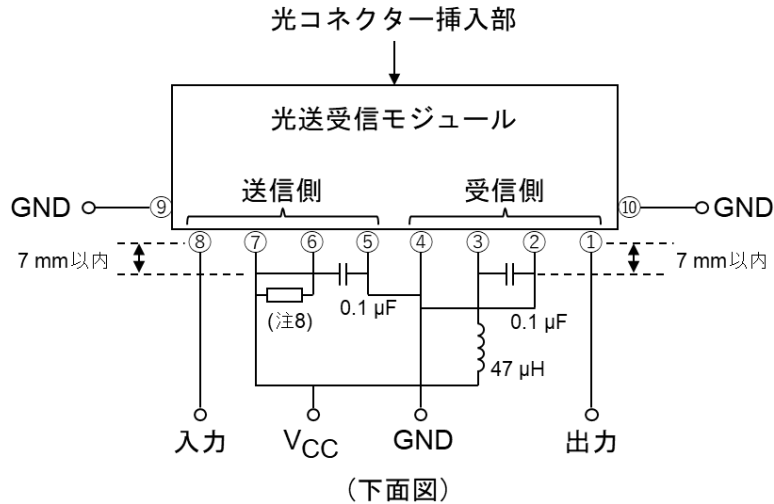 光コネクター挿入部
光送受信モジュール
送信側 受信側
GND ⑨ ⑩ GND
⑧ ⑦ ⑥ ⑤ ④ ③ ② ①
7 mm以内 7 mm以内
(注8) 0.1 µF 0.1 µF
47 µH
入力 VCC GND 出力
(下面図)